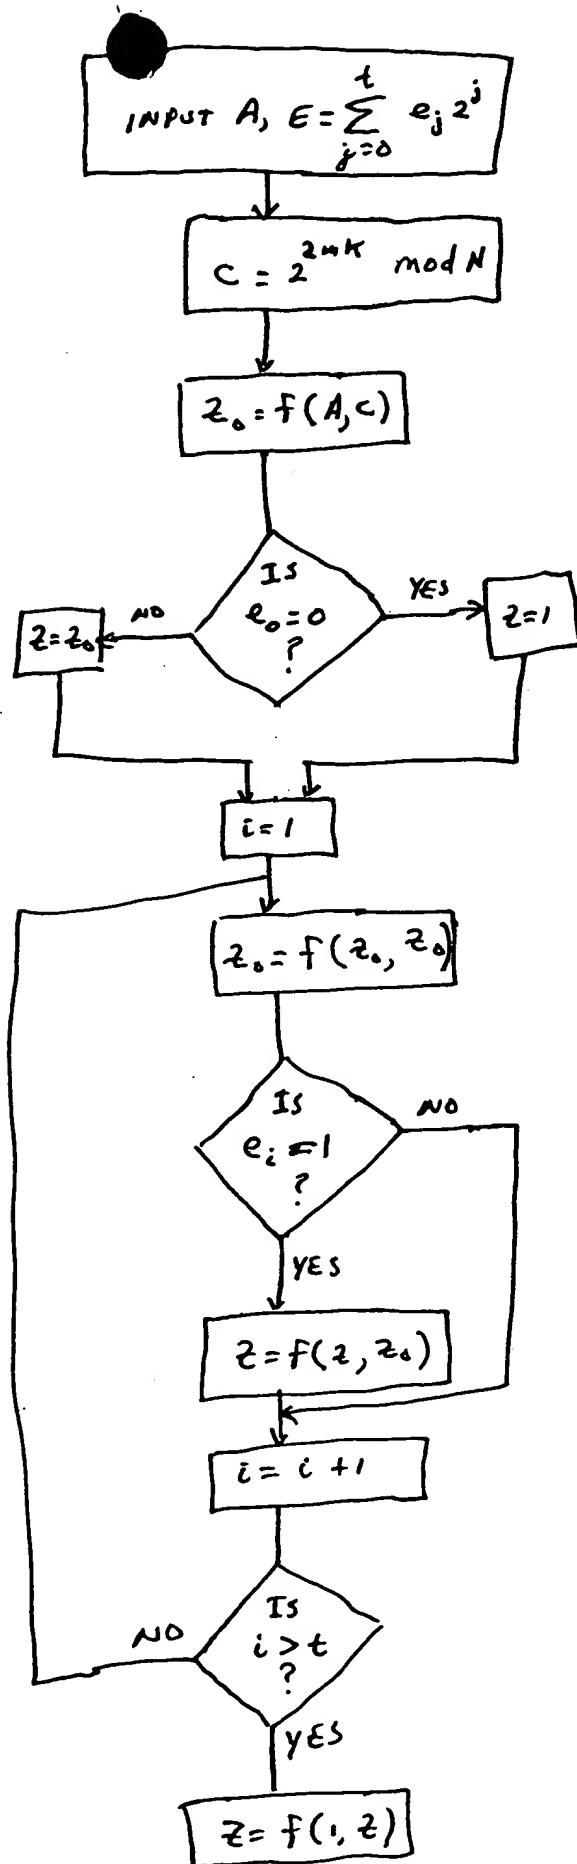 INPUT A, E = \sum_{j=0}^{t} e_j 2^j
C = 2^{2mK} mod N
Z_0 = f(A, C)
Is
e_0 = 0
?
NO
YES
Z = Z_0
Z = 1
i = 1
Z_0 = f(Z_0, Z_0)
Is
e_i = 1
?
NO
YES
Z = f(Z, Z_0)
i = i + 1
Is
i > t
?
NO
YES
Z = f(1, Z)